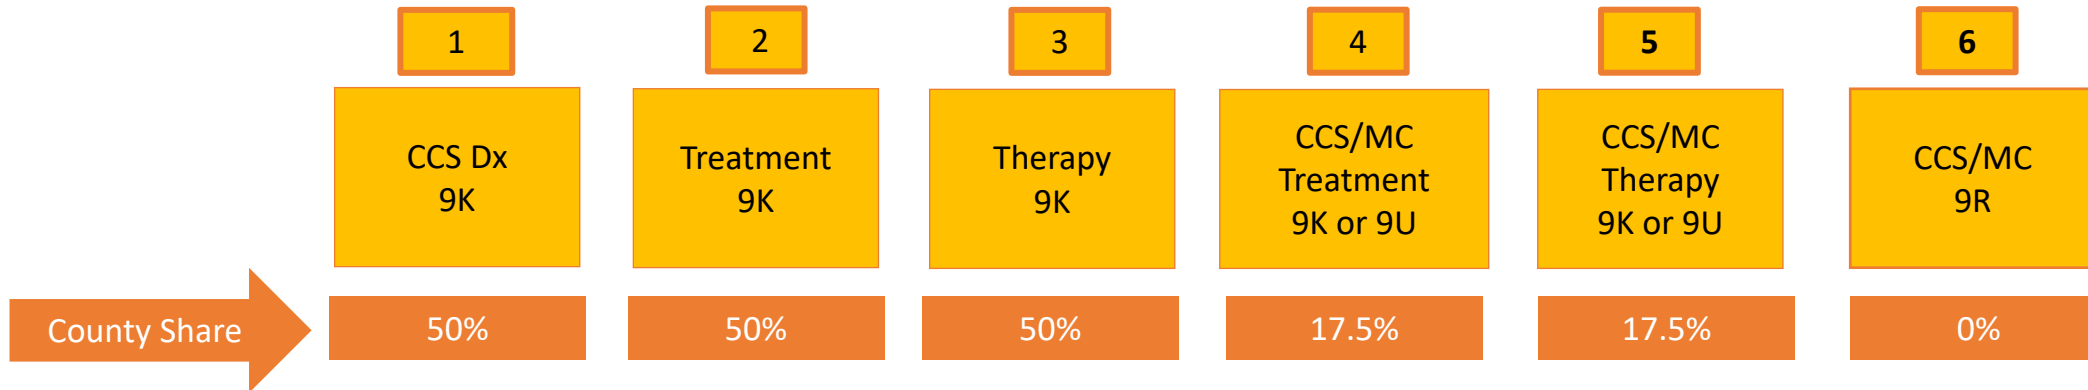 1
2
3
4
5
6
CCS Dx
9K
Treatment
9K
Therapy
9K
CCS/MC
Treatment
9K or 9U
CCS/MC
Therapy
9K or 9U
CCS/MC
9R
County Share
50%
50%
50%
17.5%
17.5%
0%